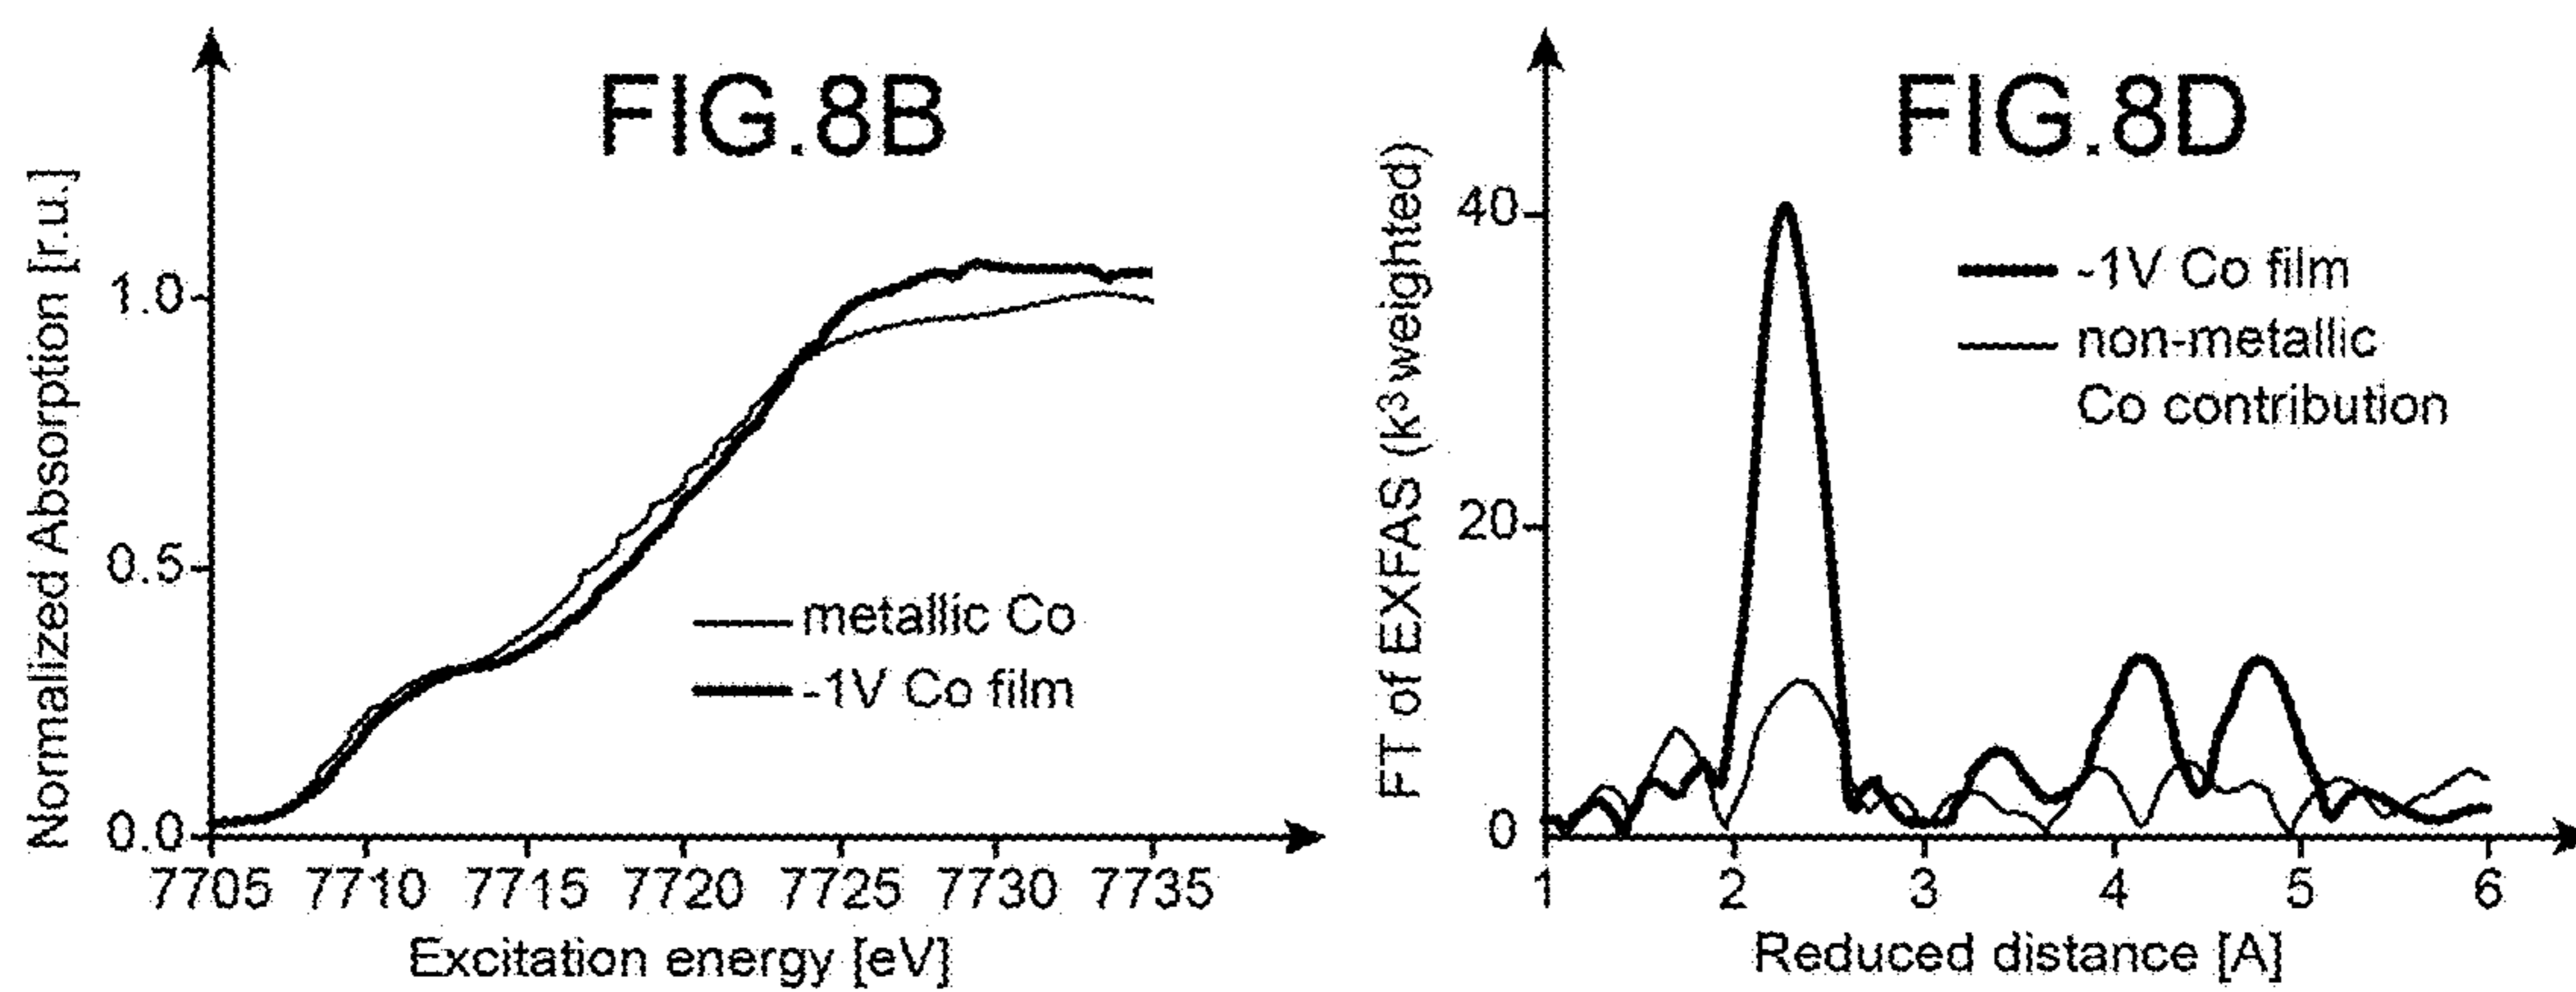 FIG.8B
Normalized Absorption [r.u.]
1.0
0.5
0.0
metallic Co
-1V Co film
7705 7710 7715 7720 7725 7730 7735
Excitation energy [eV]
FIG.8D
FT of EXFAS (k³ weighted)
40
20
0
-1V Co film
non-metallic
Co contribution
1 2 3 4 5 6
Reduced distance [A]